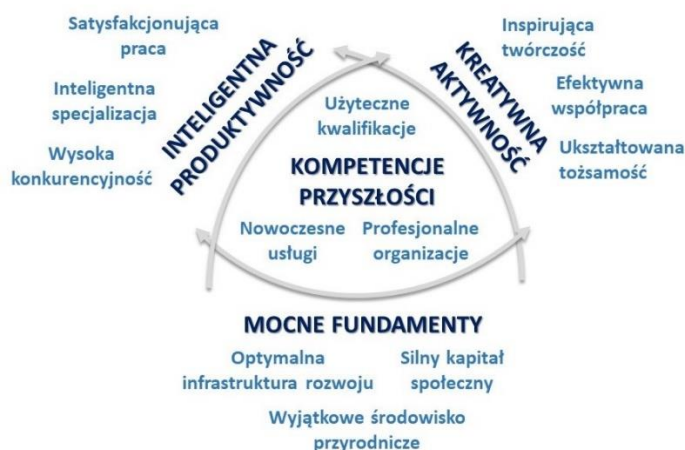 Satysfakcjonująca
praca
Inteligentna
specjalizacja
Wysoka
konkurencyjność
INTELIGENTNA
PRODUKTYWNOŚĆ
Inspirująca
twórczość
Efektywna
współpraca
Ukształtowana
tożsamość
KREATYWNA
AKTYWNOŚĆ
Użyteczne
kwalifikacje
KOMPETENCJE
PRZYSZŁOŚCI
Nowoczesne
usługi
Profesjonalne
organizacje
MOCNE FUNDAMENTY
Optymalna
infrastruktura rozwoju
Silny kapitał
społeczny
Wyjątkowe środowisko
przyrodnicze